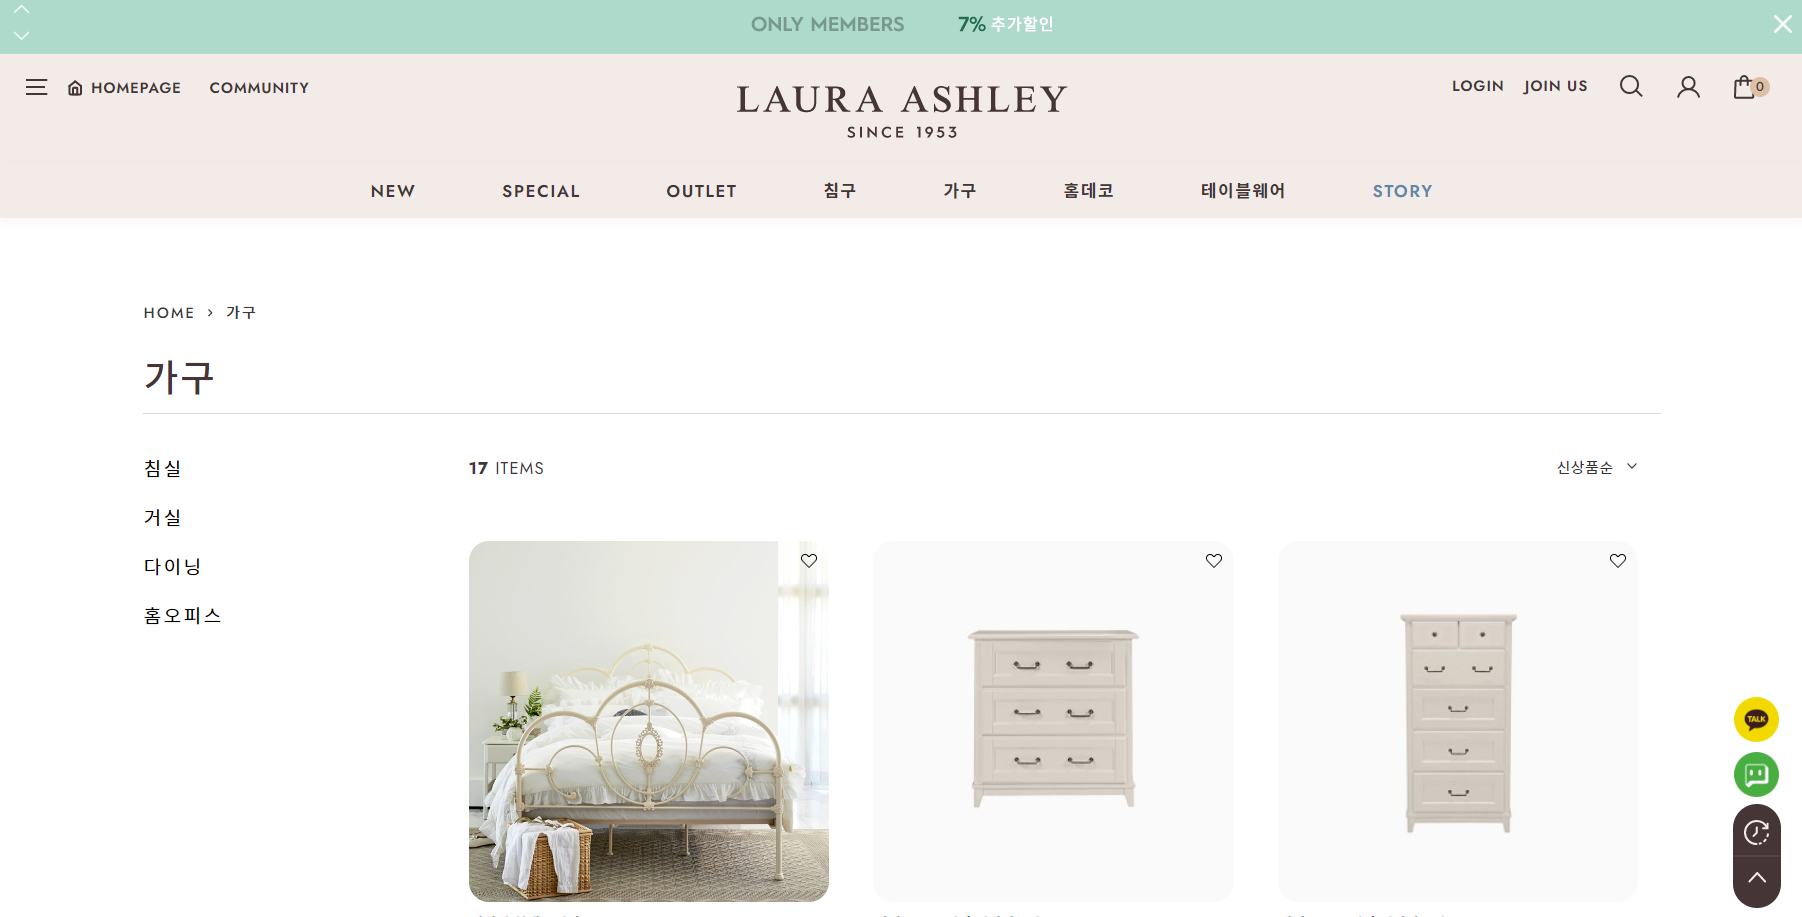 ONLY MEMBERS 7% 추가할인
HOMEPAGE COMMUNITY
LAURA ASHLEY
SINCE 1953
LOGIN JOIN US 0
NEW SPECIAL OUTLET 침구 가구 홈데코 테이블웨어 STORY
HOME > 가구
가구
침실
거실
다이닝
홈오피스
17 ITEMS
신상품순
TALK